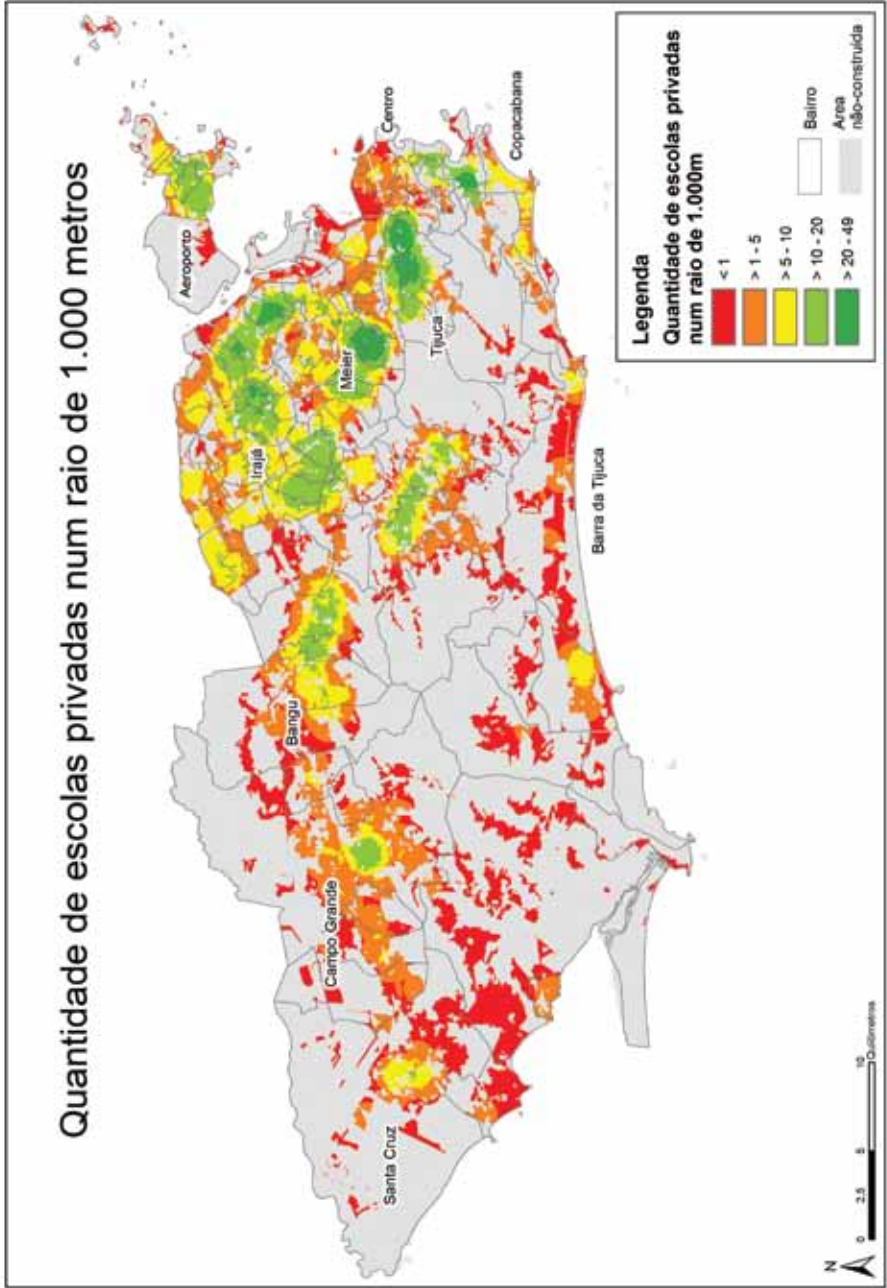 Quantidade de escolas privadas num raio de 1.000 metros
Aeroporto
Centro
Irajá
Meier
Bangu
Tijuca
Copacabana
Campo Grande
Santa Cruz
Barra da Tijuca
N
0 2,5 5 10
Quilômetros
Legenda
Quantidade de escolas privadas
num raio de 1.000m
< 1
> 1 - 5
> 5 - 10
> 10 - 20
> 20 - 49
Bairro
Área
não-construída